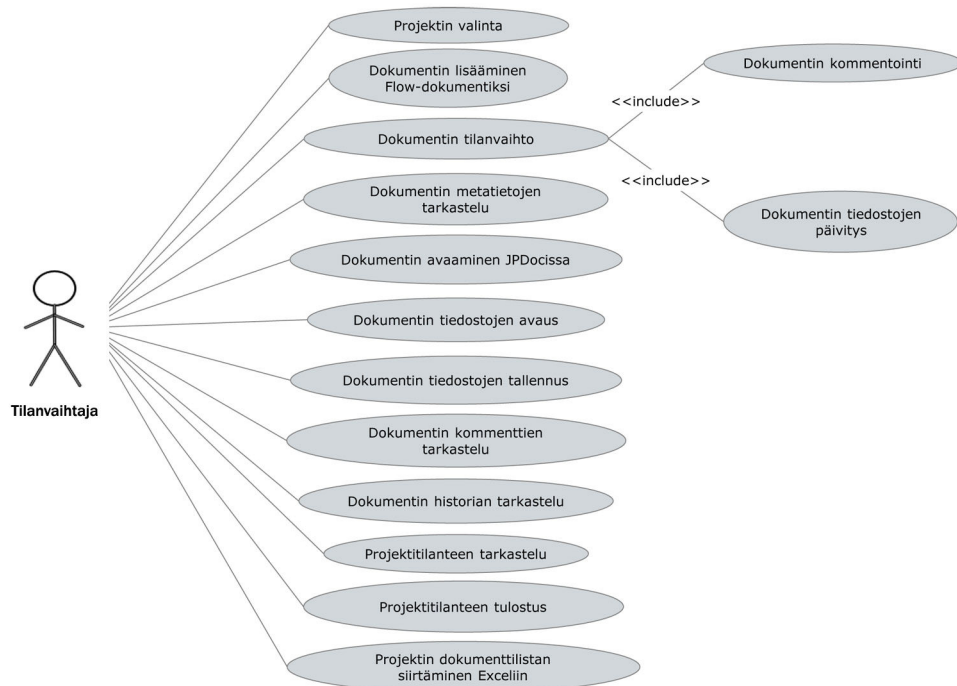 Projektin valinta
Dokumentin lisääminen
Flow-dokumentiksi
Dokumentin kommentointi
<<include>>
Dokumentin tilanvaihto
<<include>>
Dokumentin metatietojen
tarkastelu
Dokumentin tiedostojen
päivitys
Dokumentin avaaminen JPDocissa
Dokumentin tiedostojen avaus
Dokumentin tiedostojen tallennus
Tilanvaihtaja
Dokumentin kommenttien
tarkastelu
Dokumentin historian tarkastelu
Projektitilanteen tarkastelu
Projektitilanteen tulostus
Projektin dokumenttilistan
siirtäminen Exceliin